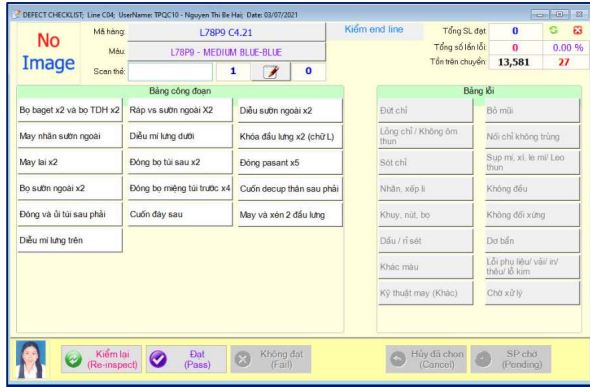 DEFECT CHECKLIST; Line C04; UserName: TPQC10 - Nguyen Thi Be Hai; Date: 03/07/2021
No Image
Mã hàng: L78P9 C4.21
Màu: L78P9 - MEDIUM BLUE-BLUE
Scan thẻ: 1 0
Kiểm end line
Tổng SL đạt 0
Tổng số lần lỗi: 0 0.00 %
Tồn trên chuyền: 13,581 27
Bảng công đoạn
Bọ baget x2 và bọ TDH x2 Ráp vs sườn ngoài X2 Diễu sườn ngoài x2
May nhãn sườn ngoài Diễu mí lưng dưới Khóa đầu lưng x2 (chữ L)
May lai x2 Đóng bọ túi sau x2 Đóng pasant x5
Bọ sườn ngoài x2 Đóng bọ miệng túi trước x4 Cuốn decup thân sau phải
Đóng và ủi túi sau phải Cuốn đáy sau May và xén 2 đầu lưng
Diễu mí lưng trên
Bảng lỗi
Đứt chỉ Bỏ mũi
Lỏng chỉ / Không ôm thun Nối chỉ không trùng
Sót chỉ Sụp mí, xì, le mí/ Leo thun
Nhăn, xếp li Không đều
Khuy, nút, bọ Không đối xứng
Dấu / rỉ sét Dơ bẩn
Khác màu Lỗi phụ liệu/ vải/ in/ thêu/ lỗ kim
Kỹ thuật may (Khác) Chờ xử lý
Kiểm lại (Re-inspect)
Đạt (Pass)
Không đạt (Fail)
Hủy đã chọn (Cancel)
SP chờ (Pending)